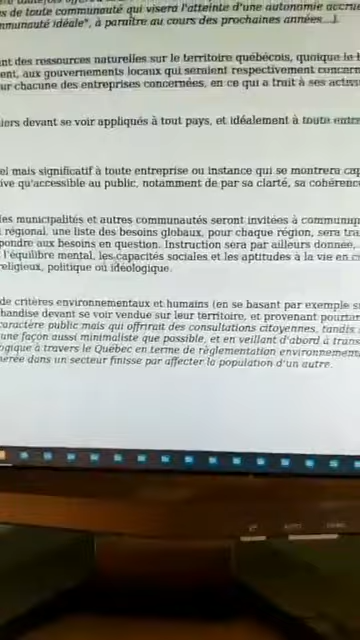 s de toute communauté qui visera l'atteinte d'une autonomie accrue
mmunauté idéale", à paraître au cours des prochaines années...].
nt des ressources naturelles sur le territoire québécois, quoique le
ent, aux gouvernements locaux qui seraient respectivement concern
ur chacune des entreprises concernées, en ce qui a trait à ses
iers devant se voir appliqués à tout pays, et idéalement à toute
el mais significatif à toute entreprise ou instance qui se montrera cap
ive qu'accessible au public, notamment de par sa clarté, sa cohérence
les municipalités et autres communautés seront invitées à communiq
régional, une liste des besoins globaux, pour chaque région, sera tra
pondre aux besoins en question. Instruction sera par ailleurs donnée,
l'équilibre mental, les capacités sociales et les aptitudes à la vie en
religieux, politique ou idéologique.
de critères environnementaux et humains (en se basant par exemple
handise devant se voir vendue sur leur territoire, et provenant pourtan
caractère public mais qui offrirait des consultations citoyennes, tandis
une façon aussi minimaliste que possible, et en veillant d'abord à trans
ogique à travers le Québec en terme de règlementation environnement
nérée dans un secteur finisse par affecter la population d'un autre.